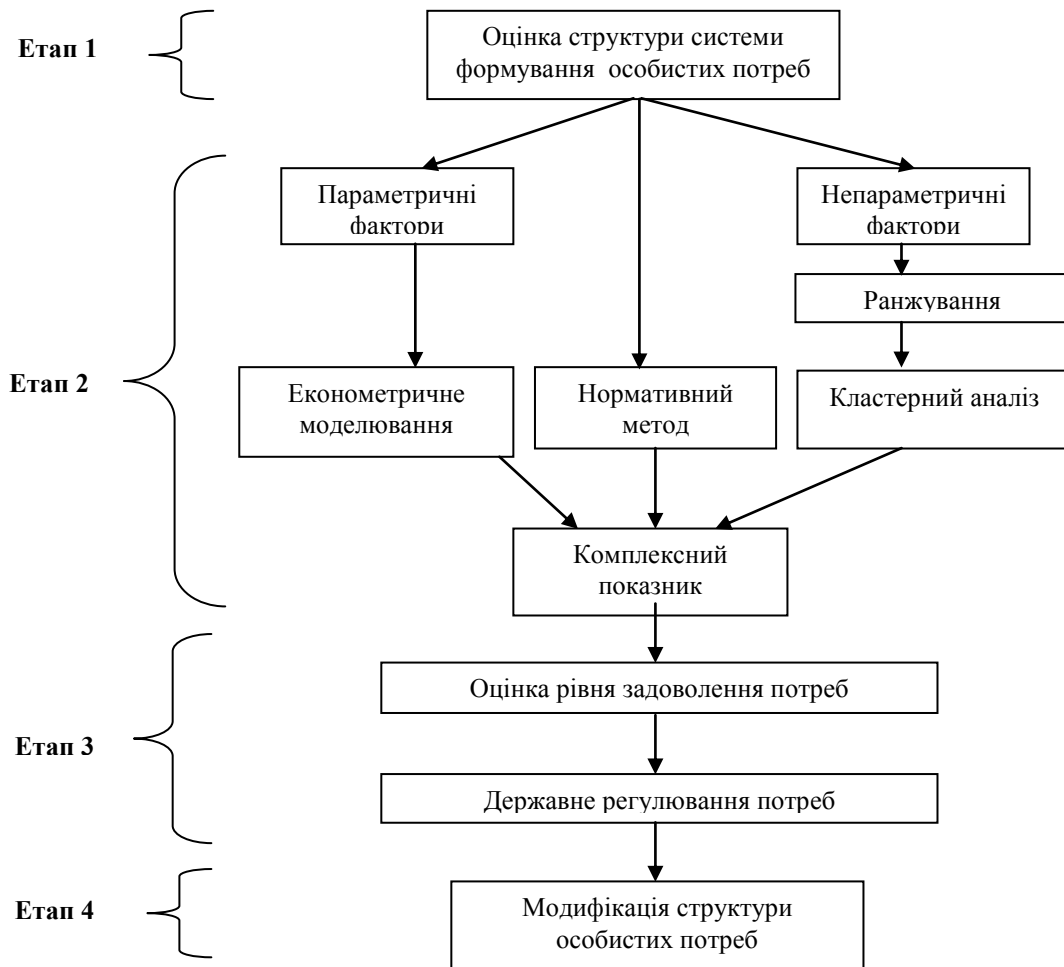 Етап 1
Оцінка структури системи
формування особистих потреб
Етап 2
Параметричні
фактори
Непараметричні
фактори
Ранжування
Економетричне
моделювання
Нормативний
метод
Кластерний аналіз
Комплексний
показник
Етап 3
Оцінка рівня задоволення потреб
Державне регулювання потреб
Етап 4
Модифікація структури
особистих потреб